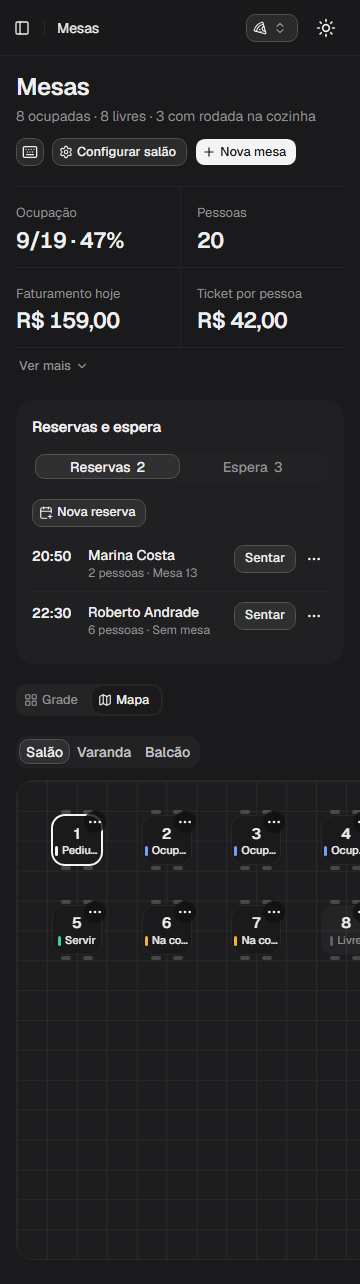 Mesas
Mesas
8 ocupadas · 8 livres · 3 com rodada na cozinha
Configurar salão
Nova mesa
Ocupação
9/19 · 47%
Pessoas
20
Faturamento hoje
R$ 159,00
Ticket por pessoa
R$ 42,00
Ver mais
Reservas e espera
Reservas 2
Espera 3
Nova reserva
20:50 Marina Costa Sentar
2 pessoas · Mesa 13
22:30 Roberto Andrade Sentar
6 pessoas · Sem mesa
Grade Mapa
Salão Varanda Balcão
1 2 3 4
Pediu... Ocup... Ocup... Ocup...
5 6 7 8
Servir Na co... Na co... Livre